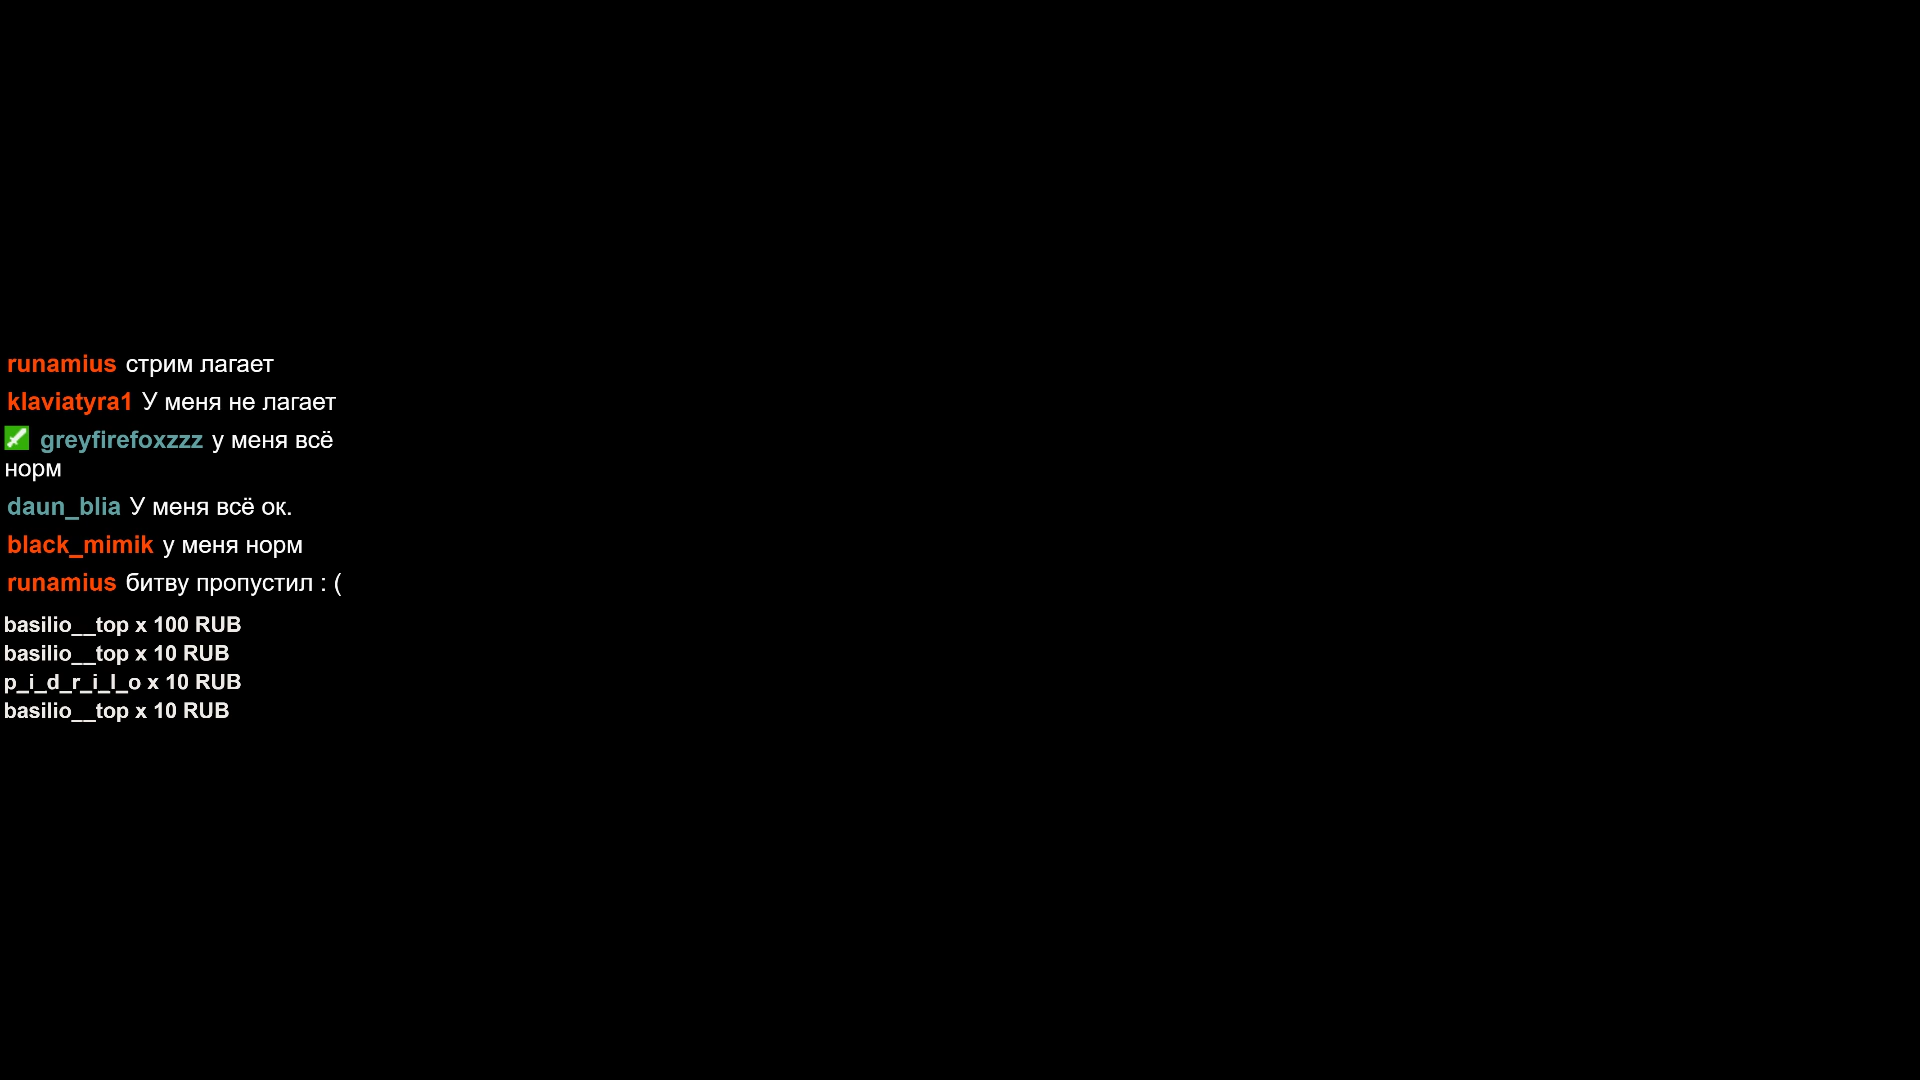 runamius стрим лагает
klaviatyra1 У меня не лагает
greyfirefoxzzz у меня всё
норм
daun_blia У меня всё ок.
black_mimik у меня норм
runamius битву пропустил : (
basilio__top x 100 RUB
basilio__top x 10 RUB
p_i_d_r_i_l_o x 10 RUB
basilio__top x 10 RUB